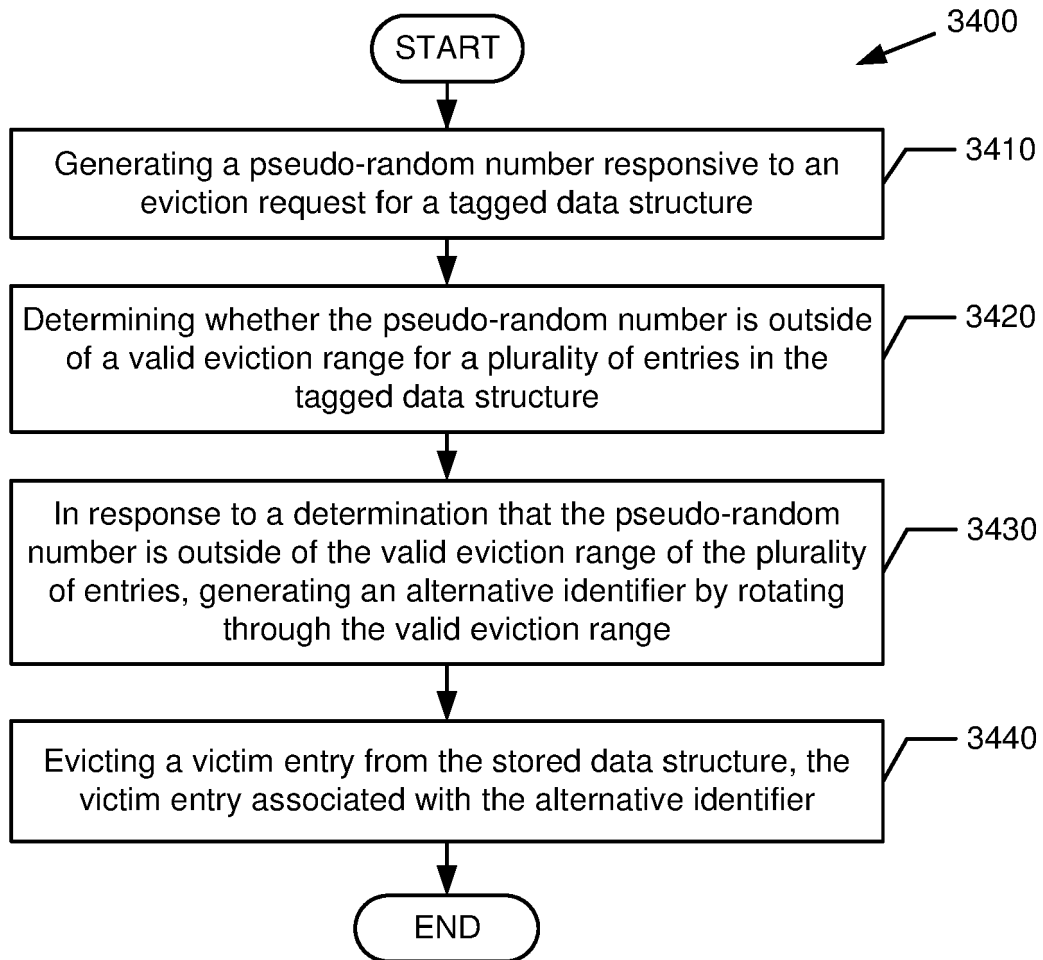 START
3400
Generating a pseudo-random number responsive to an
eviction request for a tagged data structure
3410
Determining whether the pseudo-random number is outside
of a valid eviction range for a plurality of entries in the
tagged data structure
3420
In response to a determination that the pseudo-random
number is outside of the valid eviction range of the plurality
of entries, generating an alternative identifier by rotating
through the valid eviction range
3430
Evicting a victim entry from the stored data structure, the
victim entry associated with the alternative identifier
3440
END